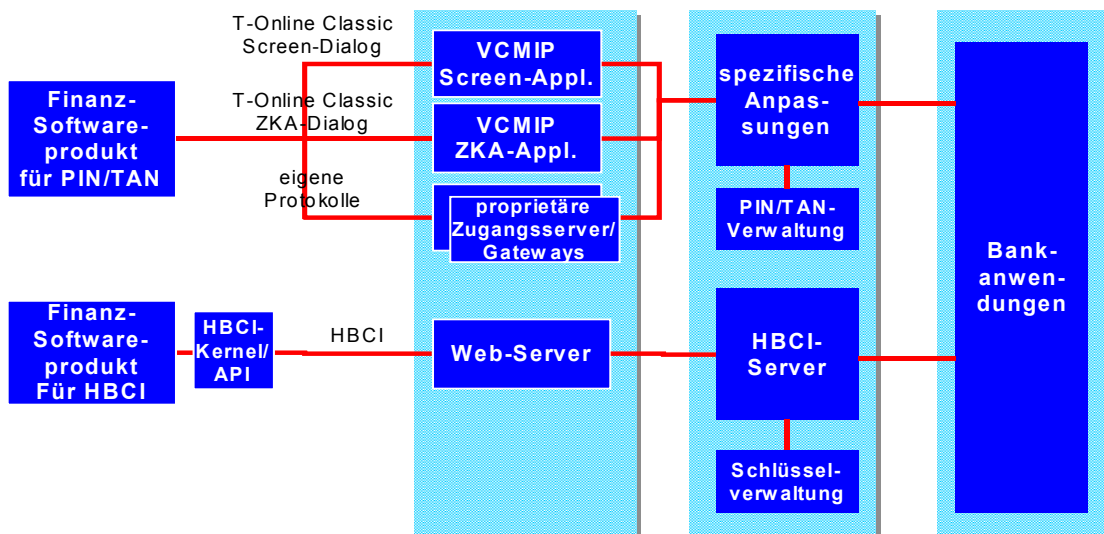 T-Online Classic
Screen-Dialog
VCMIP
Screen-Appl.
spezifische
Anpas-
sungen
Finanz-
Software-
produkt
für PIN/TAN
T-Online Classic
ZKA-Dialog
VCMIP
ZKA-Appl.
eigene
Protokolle
proprietäre
Zugangsserver/
Gateways
PIN/TAN-
Verwaltung
Bank-
anwen-
dungen
Finanz-
Software-
produkt
Für HBCI
HBCI-
Kernel/
API
HBCI
Web-Server
HBCI-
Server
Schlüssel-
verwaltung